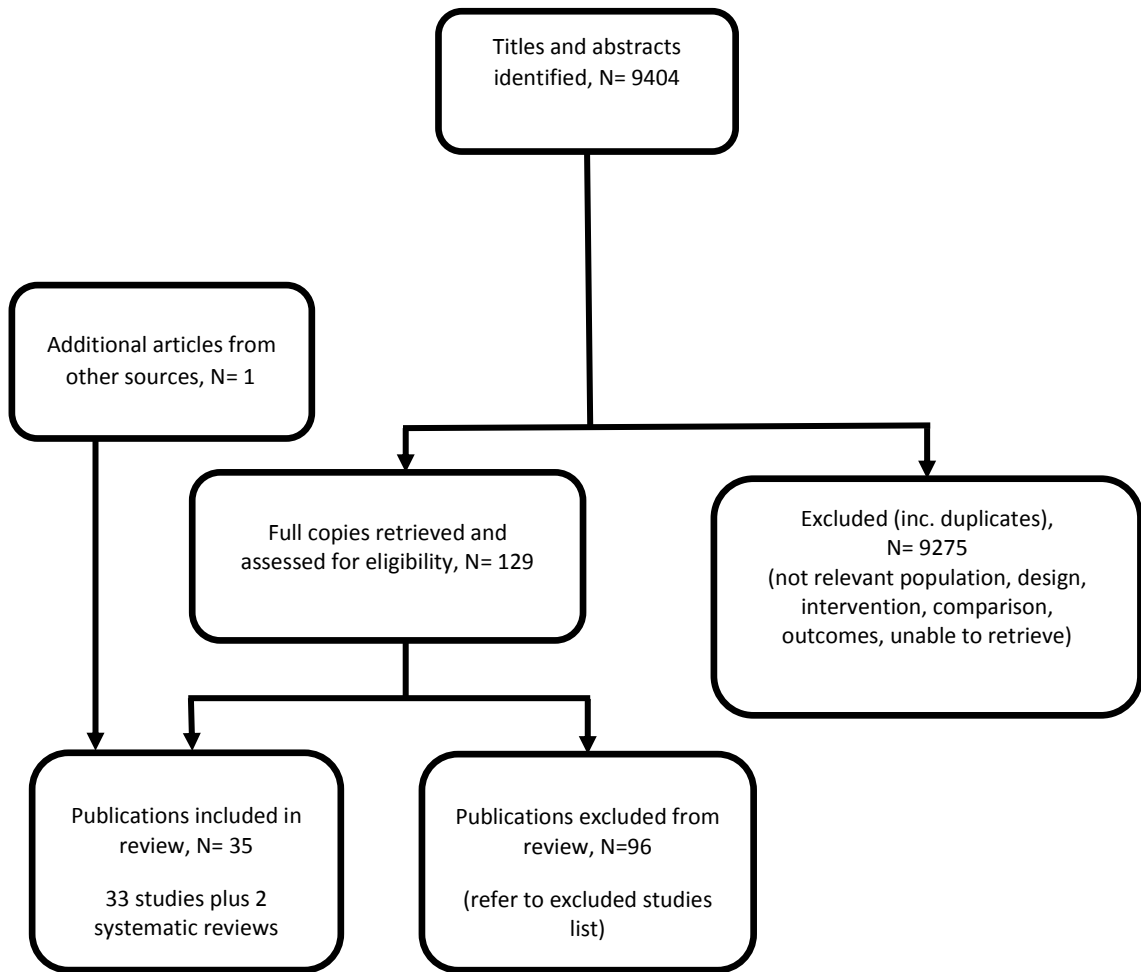 Titles and abstracts
identified, N= 9404
Additional articles from
other sources, N= 1
Full copies retrieved and
assessed for eligibility, N= 129
Excluded (inc. duplicates),
N= 9275
(not relevant population, design,
intervention, comparison,
outcomes, unable to retrieve)
Publications included in
review, N= 35
33 studies plus 2
systematic reviews
Publications excluded from
review, N=96
(refer to excluded studies
list)